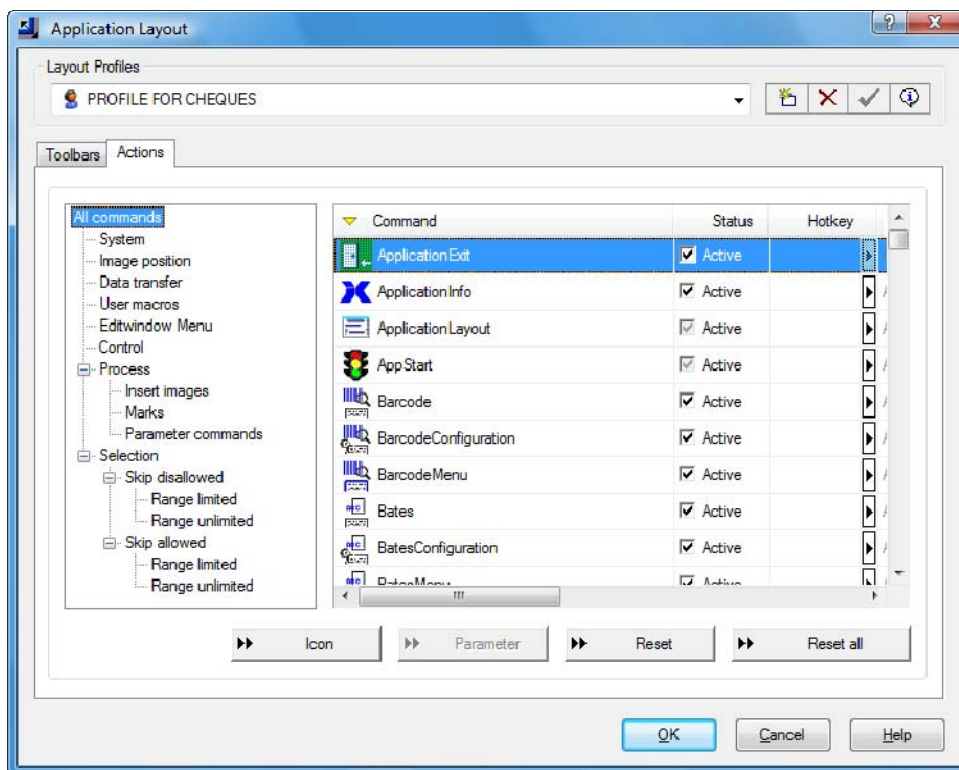 Application Layout
Layout Profiles
PROFILE FOR CHEQUES
Toolbars Actions
All commands
System
Image position
Data transfer
User macros
Editwindow Menu
Control
Process
Insert images
Marks
Parameter commands
Selection
Skip disallowed
Range limited
Range unlimited
Skip allowed
Range limited
Range unlimited
Command Status Hotkey
Application Exit Active
Application Info Active
Application Layout Active
App Start Active
Barcode Active
BarcodeConfiguration Active
BarcodeMenu Active
Bates Active
BatesConfiguration Active
BatesMenu Active
Icon Parameter Reset Reset all
OK Cancel Help